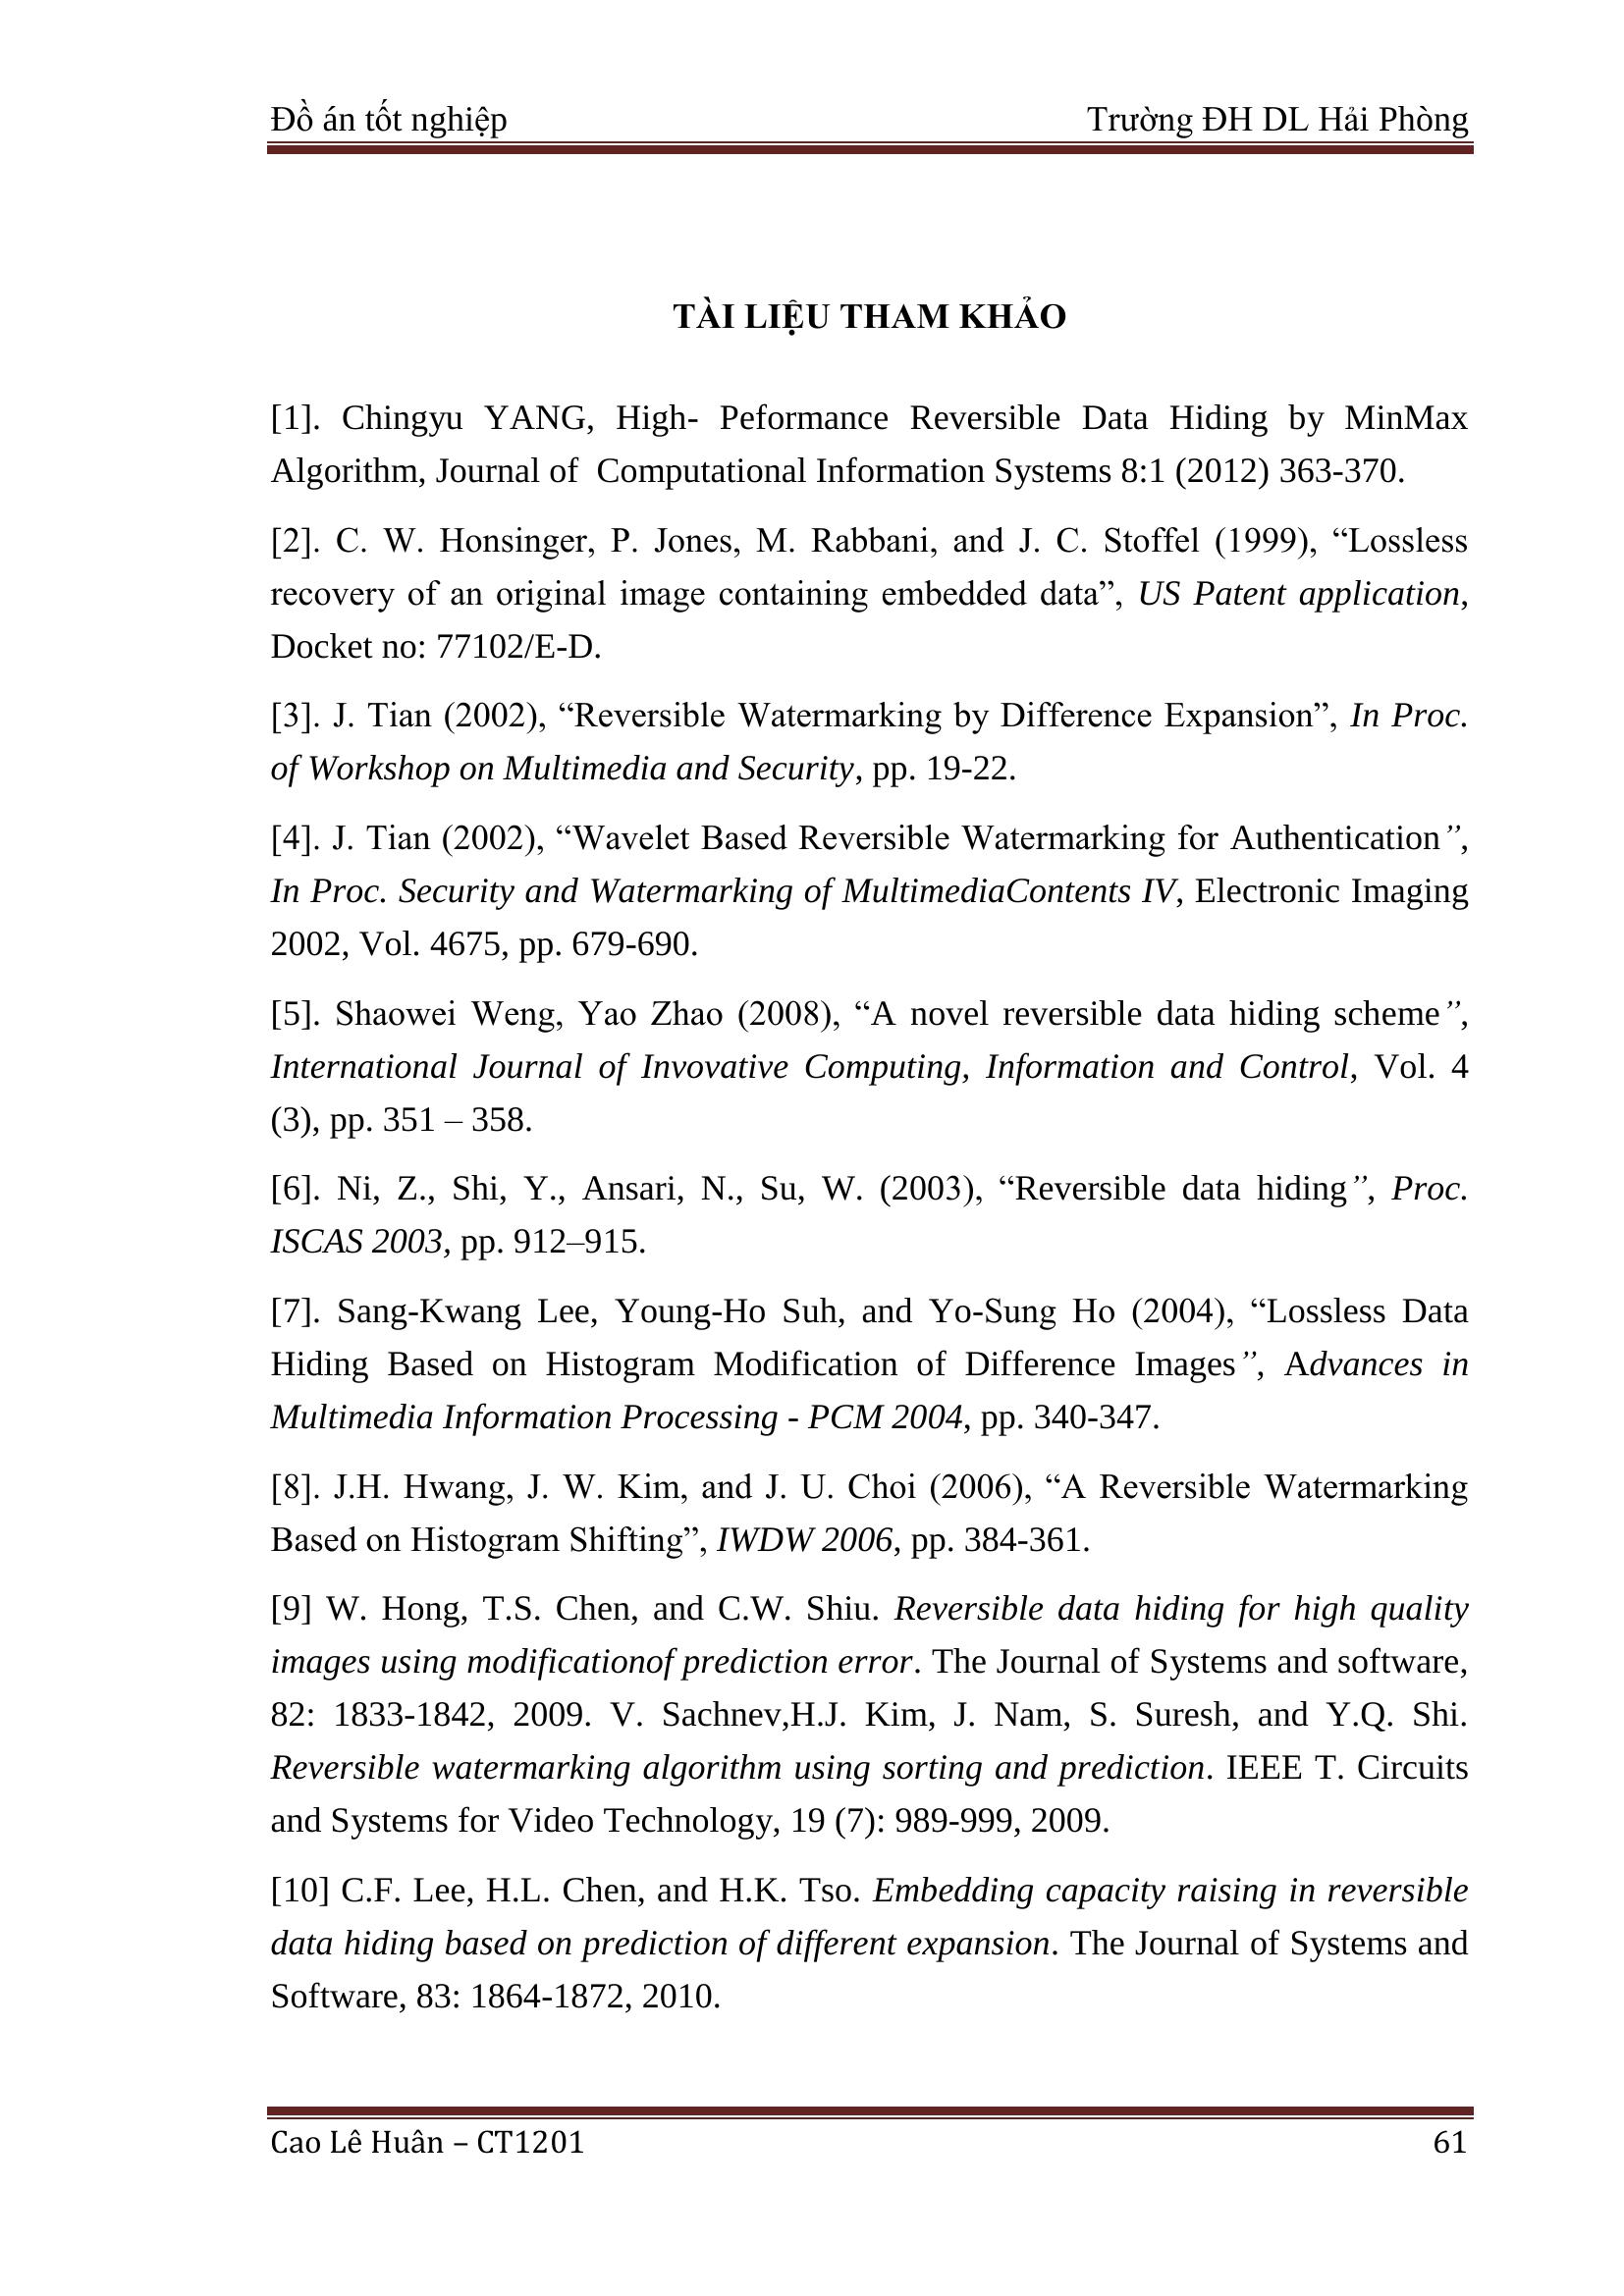 Đồ án tốt nghiệp Trường ĐH DL Hải Phòng
TÀI LIỆU THAM KHẢO
[1]. Chingyu YANG, High- Peformance Reversible Data Hiding by MinMax
Algorithm, Journal of  Computational Information Systems 8:1 (2012) 363-370.
[2]. C. W. Honsinger, P. Jones, M. Rabbani, and J. C. Stoffel (1999), “Lossless
recovery of an original image containing embedded data”, US Patent application,
Docket no: 77102/E-D.
[3]. J. Tian (2002), “Reversible Watermarking by Difference Expansion”, In Proc.
of Workshop on Multimedia and Security, pp. 19-22.
[4]. J. Tian (2002), “Wavelet Based Reversible Watermarking for Authentication”,
In Proc. Security and Watermarking of MultimediaContents IV, Electronic Imaging
2002, Vol. 4675, pp. 679-690.
[5]. Shaowei Weng, Yao Zhao (2008), “A novel reversible data hiding scheme”,
International Journal of Invovative Computing, Information and Control, Vol. 4
(3), pp. 351 – 358.
[6]. Ni, Z., Shi, Y., Ansari, N., Su, W. (2003), “Reversible data hiding”, Proc.
ISCAS 2003, pp. 912–915.
[7]. Sang-Kwang Lee, Young-Ho Suh, and Yo-Sung Ho (2004), “Lossless Data
Hiding Based on Histogram Modification of Difference Images”, Advances in
Multimedia Information Processing - PCM 2004, pp. 340-347.
[8]. J.H. Hwang, J. W. Kim, and J. U. Choi (2006), “A Reversible Watermarking
Based on Histogram Shifting”, IWDW 2006, pp. 384-361.
[9] W. Hong, T.S. Chen, and C.W. Shiu. Reversible data hiding for high quality
images using modificationof prediction error. The Journal of Systems and software,
82: 1833-1842, 2009. V. Sachnev,H.J. Kim, J. Nam, S. Suresh, and Y.Q. Shi.
Reversible watermarking algorithm using sorting and prediction. IEEE T. Circuits
and Systems for Video Technology, 19 (7): 989-999, 2009.
[10] C.F. Lee, H.L. Chen, and H.K. Tso. Embedding capacity raising in reversible
data hiding based on prediction of different expansion. The Journal of Systems and
Software, 83: 1864-1872, 2010.
Cao Lê Huân – CT1201 61